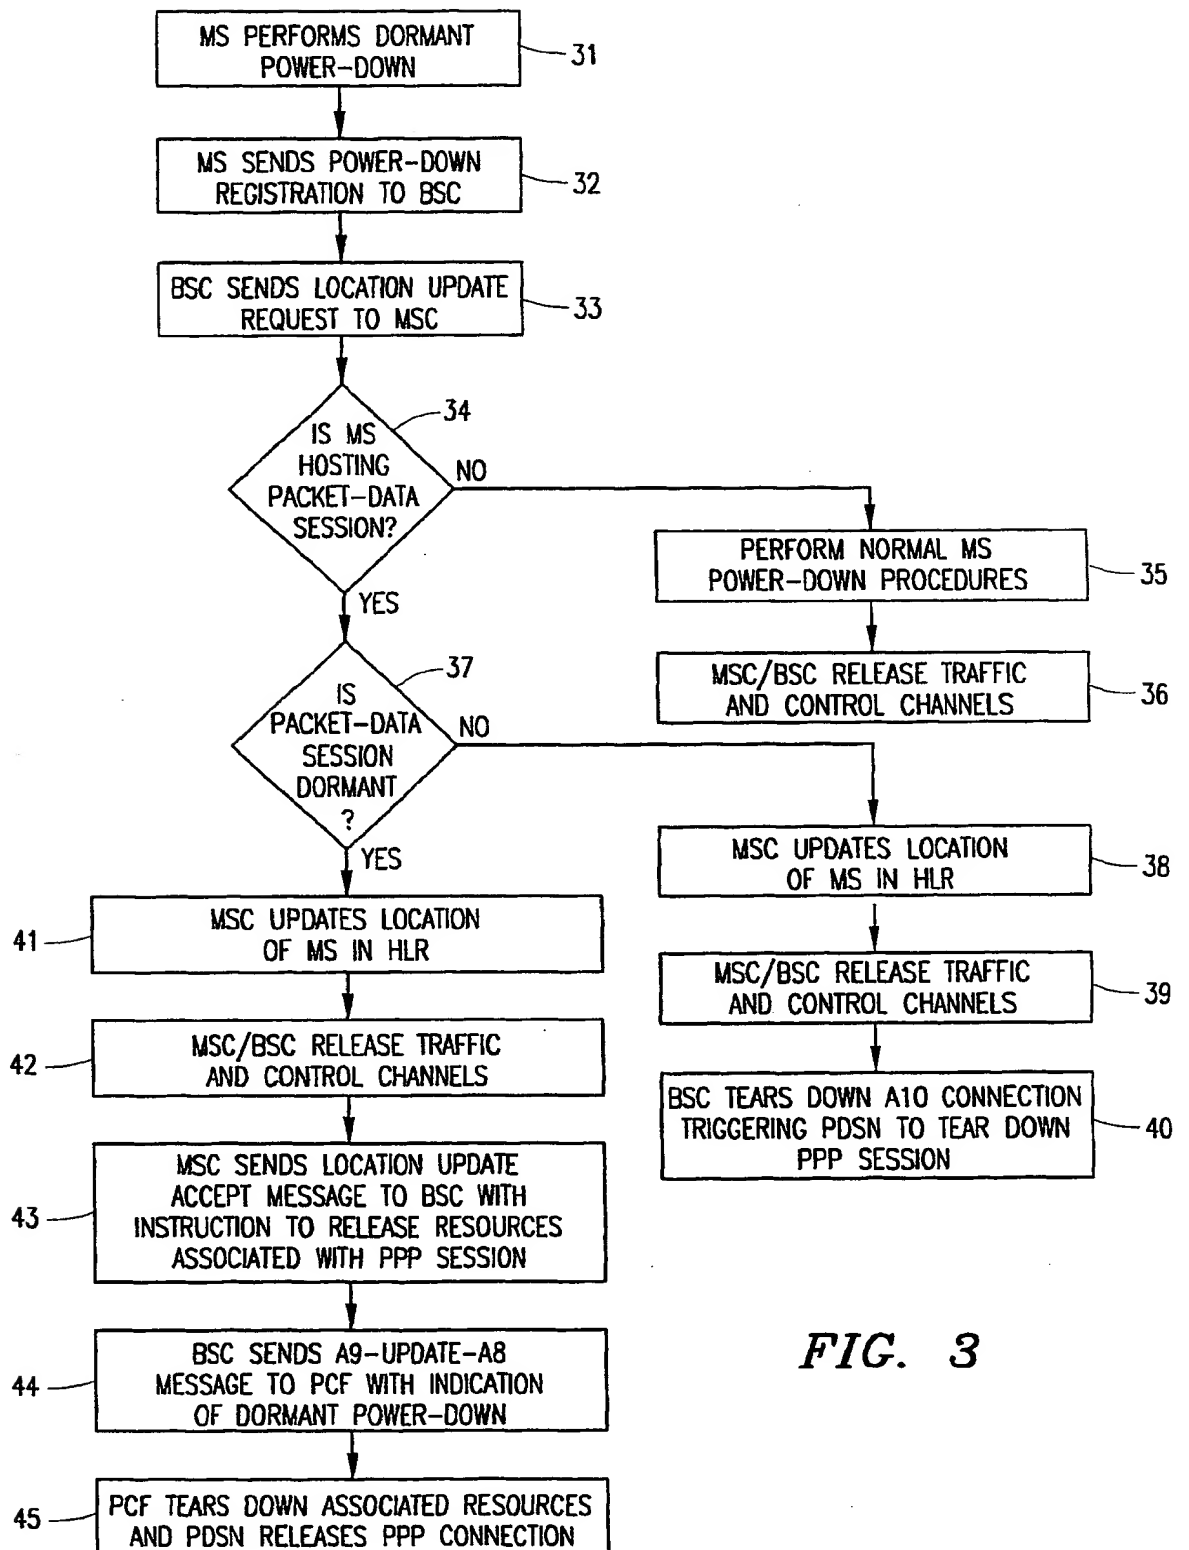 MS PERFORMS DORMANT
POWER-DOWN
31
MS SENDS POWER-DOWN
REGISTRATION TO BSC
32
BSC SENDS LOCATION UPDATE
REQUEST TO MSC
33
34
IS MS
HOSTING
PACKET-DATA
SESSION?
NO
YES
PERFORM NORMAL MS
POWER-DOWN PROCEDURES
35
MSC/BSC RELEASE TRAFFIC
AND CONTROL CHANNELS
36
37
IS
PACKET-DATA
SESSION
DORMANT
?
NO
YES
MSC UPDATES LOCATION
OF MS IN HLR
38
MSC/BSC RELEASE TRAFFIC
AND CONTROL CHANNELS
39
BSC TEARS DOWN A10 CONNECTION
TRIGGERING PDSN TO TEAR DOWN
PPP SESSION
40
41
MSC UPDATES LOCATION
OF MS IN HLR
42
MSC/BSC RELEASE TRAFFIC
AND CONTROL CHANNELS
43
MSC SENDS LOCATION UPDATE
ACCEPT MESSAGE TO BSC WITH
INSTRUCTION TO RELEASE RESOURCES
ASSOCIATED WITH PPP SESSION
44
BSC SENDS A9-UPDATE-A8
MESSAGE TO PCF WITH INDICATION
OF DORMANT POWER-DOWN
45
PCF TEARS DOWN ASSOCIATED RESOURCES
AND PDSN RELEASES PPP CONNECTION
FIG. 3